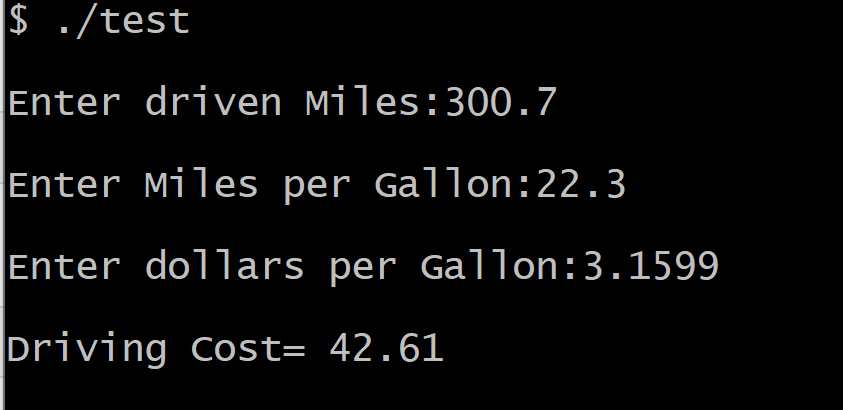 $ ./test
Enter driven Miles:300.7
Enter Miles per Gallon:22.3
Enter dollars per Gallon:3.1599
Driving Cost= 42.61